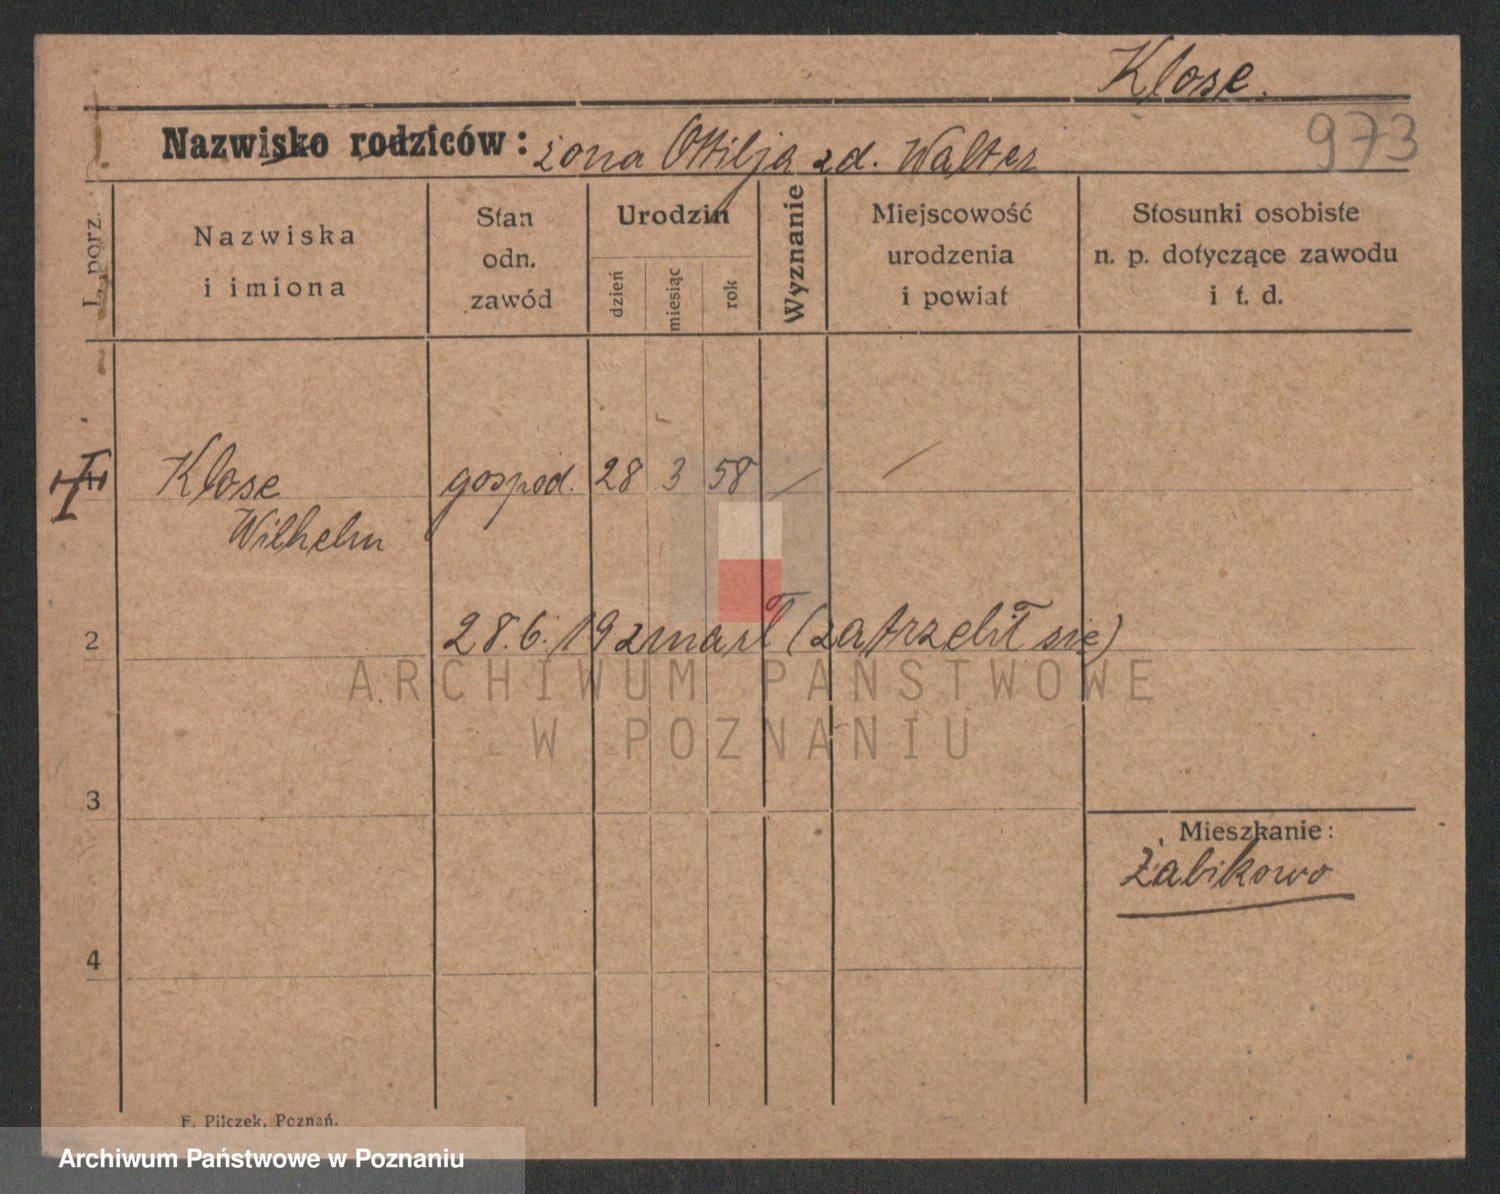 Klose.
973
Nazwisko rodziców: żona Ottilja zd. Walter
L. porz.
Nazwiska
i imiona
Stan
odn.
zawód
Urodzin
dzień
miesiąc
rok
Wyznanie
Miejscowość
urodzenia
i powiat
Stosunki osobiste
n. p. dotyczące zawodu
i t. d.
Klose gospod. 28 3 58 / /
Wilhelm
2 28.6.19 zmarł (zatrzelił się)
ARCHIWUM PAŃSTWOWE
W POZNANIU
3
Mieszkanie:
Żabikowo
4
F. Pilczek, Poznań.
Archiwum Państwowe w Poznaniu